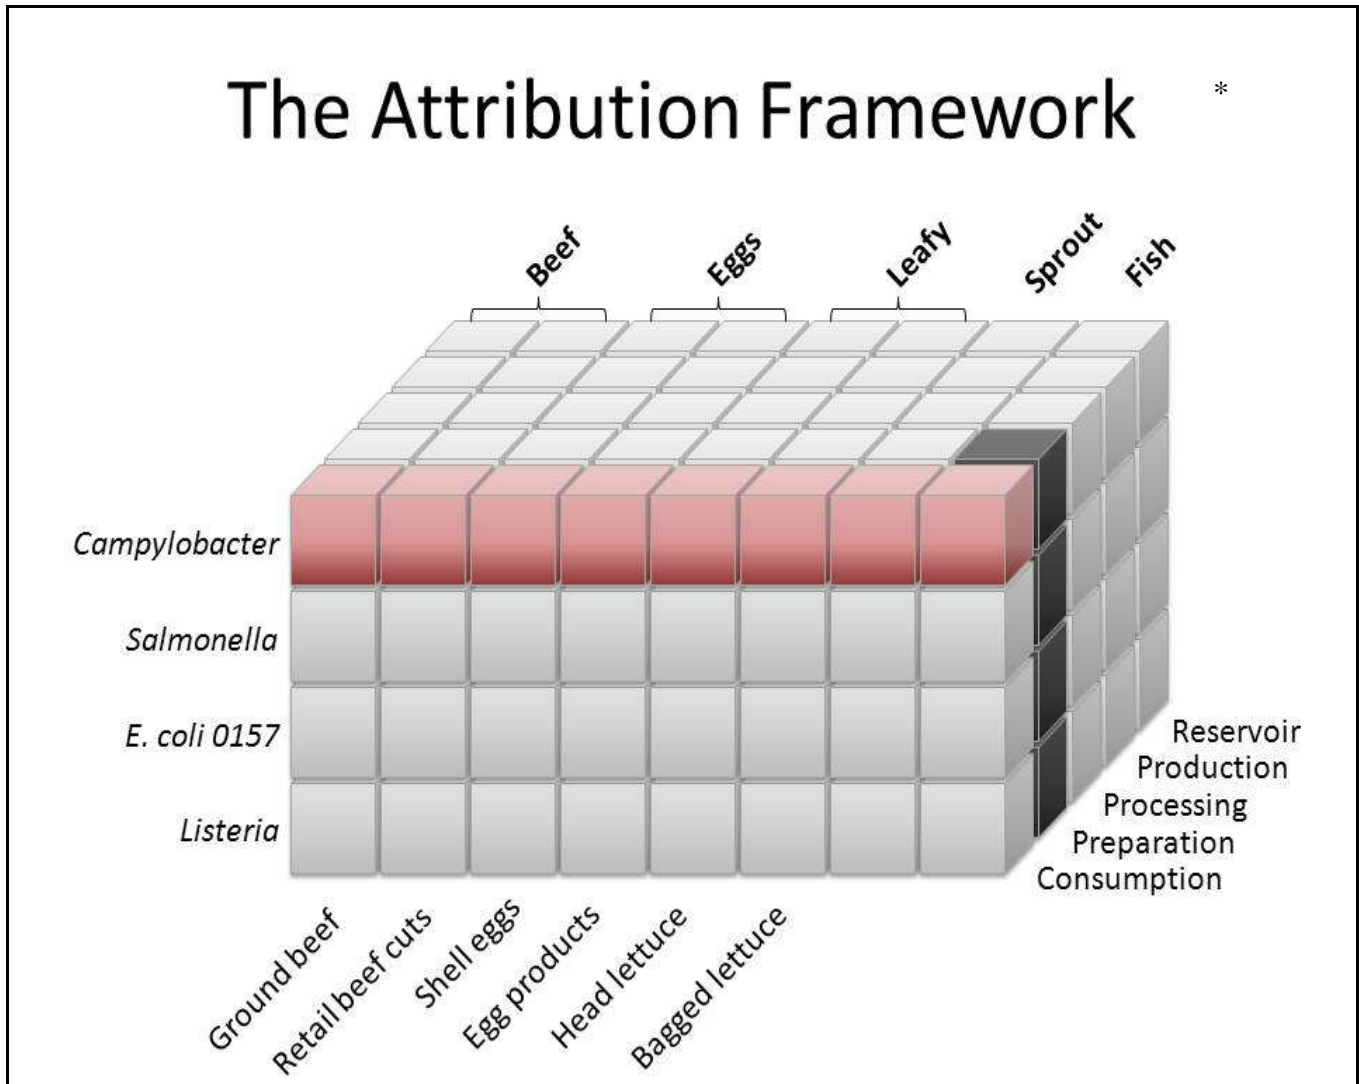 The Attribution Framework *
Beef
Eggs
Leafy
Sprout
Fish
Campylobacter
Salmonella
E. coli 0157
Listeria
Reservoir
Production
Processing
Preparation
Consumption
Ground beef
Retail beef cuts
Shell eggs
Egg products
Head lettuce
Bagged lettuce